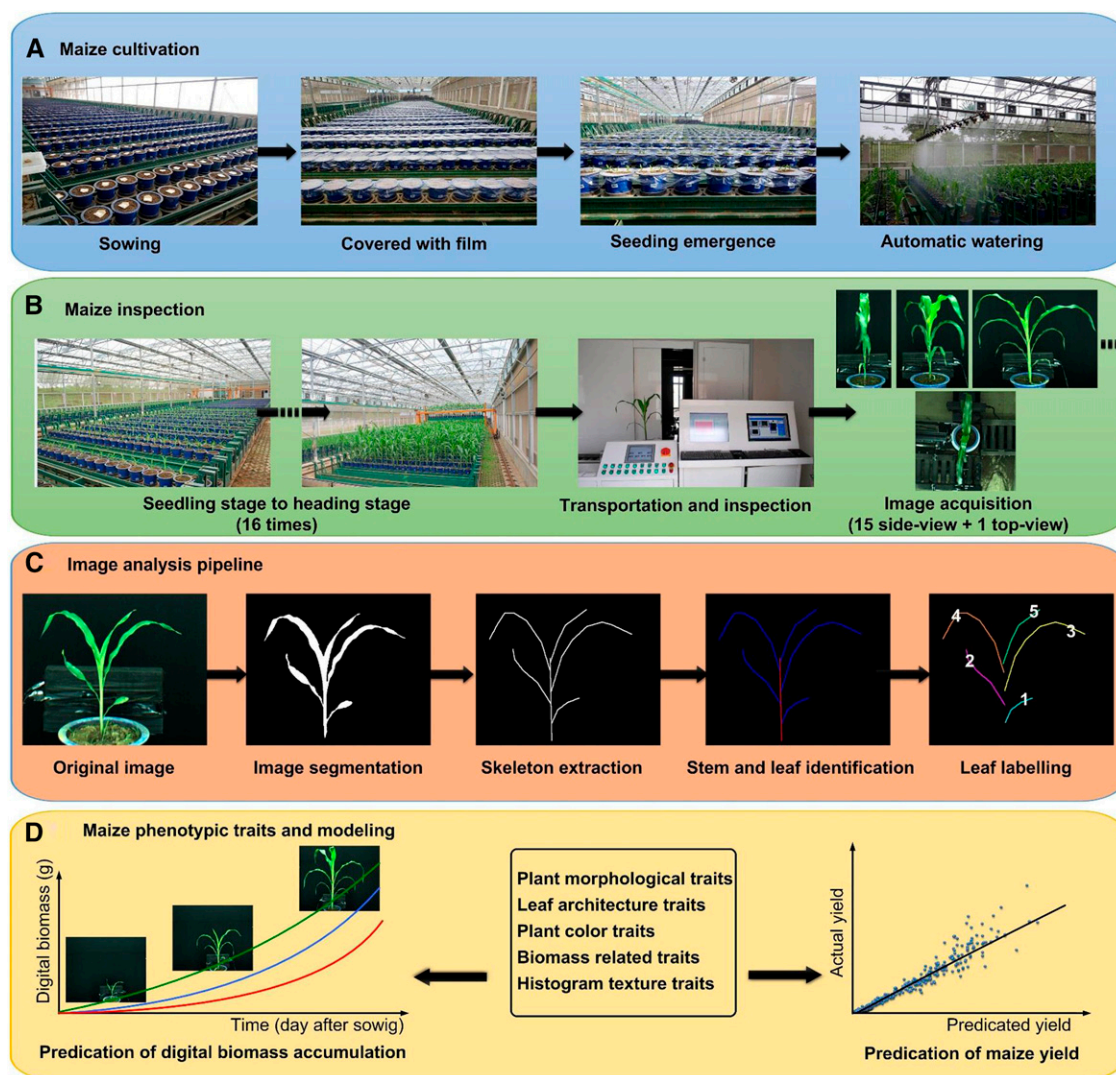 A Maize cultivation
Sowing
Covered with film
Seeding emergence
Automatic watering
B Maize inspection
Seedling stage to heading stage
(16 times)
Transportation and inspection
Image acquisition
(15 side-view + 1 top-view)
C Image analysis pipeline
4
5
3
2
1
Original image
Image segmentation
Skeleton extraction
Stem and leaf identification
Leaf labelling
D Maize phenotypic traits and modeling
Digital biomass (g)
Time (day after sowig)
Predication of digital biomass accumulation
Plant morphological traits
Leaf architecture traits
Plant color traits
Biomass related traits
Histogram texture traits
Actual yield
Predicated yield
Predication of maize yield